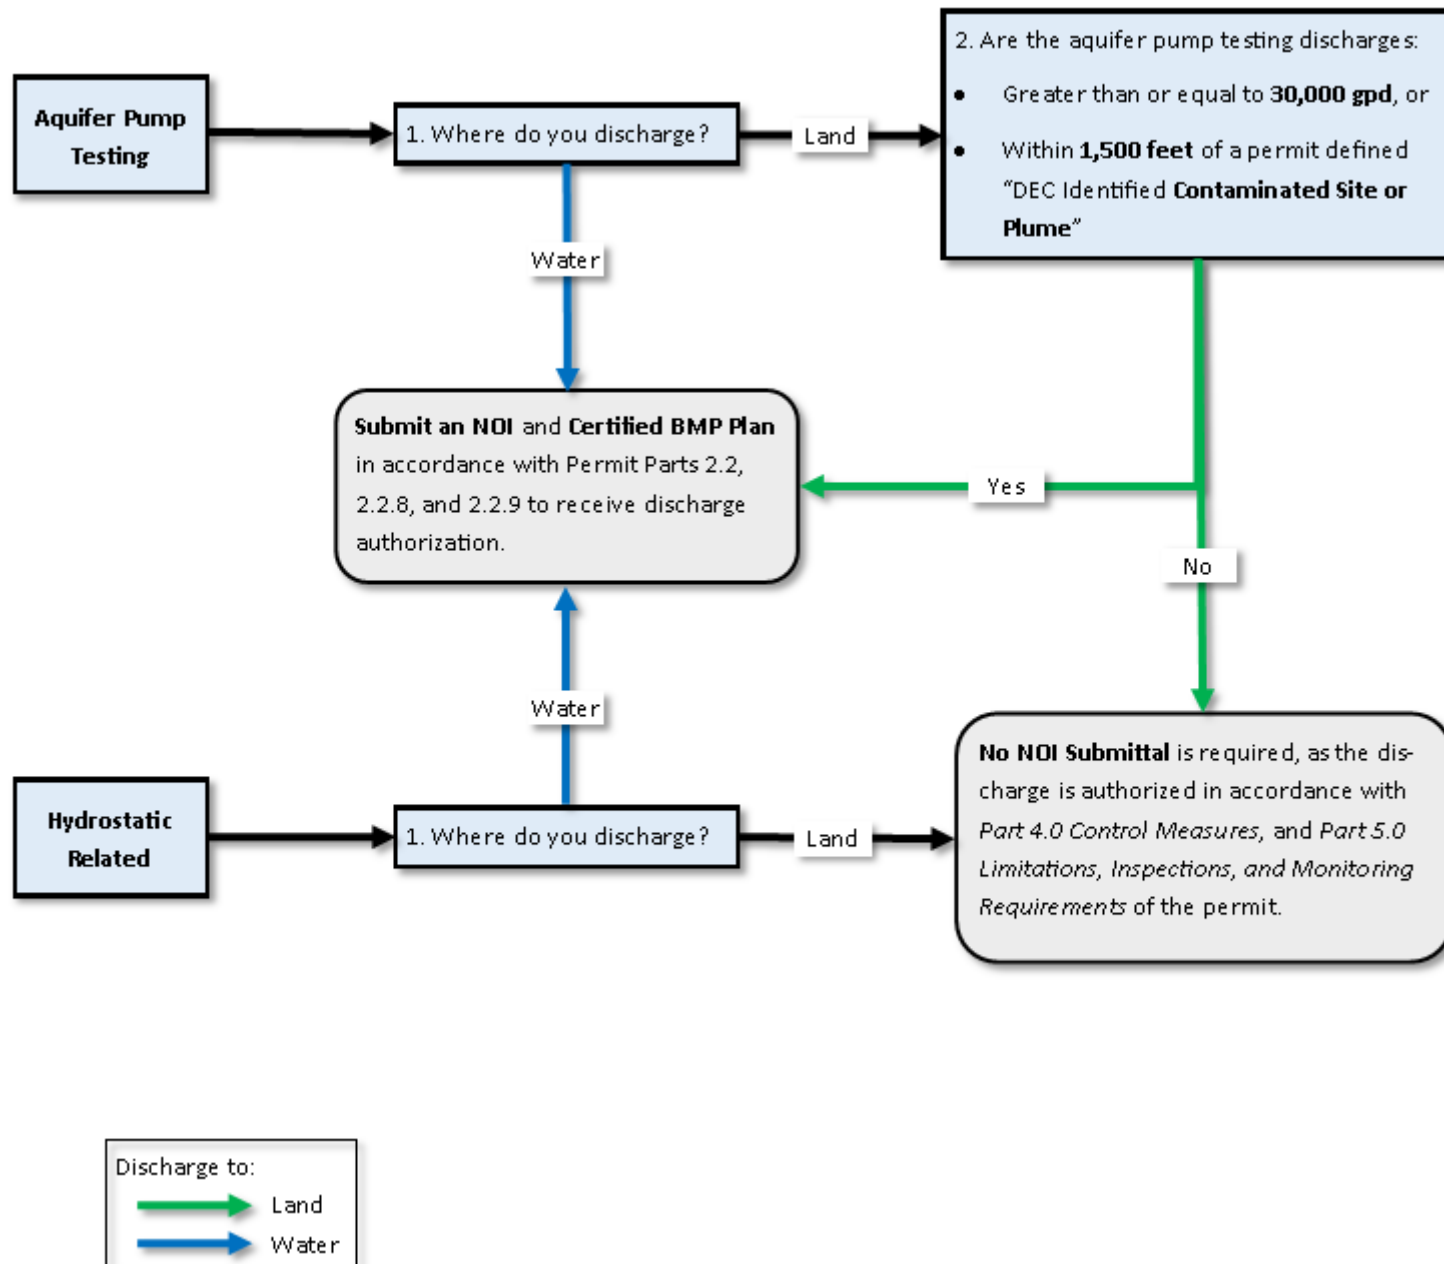 Aquifer Pump
Testing
1. Where do you discharge?
Land
2. Are the aquifer pump testing discharges:
• Greater than or equal to 30,000 gpd, or
• Within 1,500 feet of a permit defined
“DEC Identified Contaminated Site or
Plume”
Water
Submit an NOI and Certified BMP Plan
in accordance with Permit Parts 2.2,
2.2.8, and 2.2.9 to receive discharge
authorization.
Yes
No
Water
Hydrostatic
Related
1. Where do you discharge?
Land
No NOI Submittal is required, as the dis-
charge is authorized in accordance with
Part 4.0 Control Measures, and Part 5.0
Limitations, Inspections, and Monitoring
Requirements of the permit.
Discharge to:
Land
Water